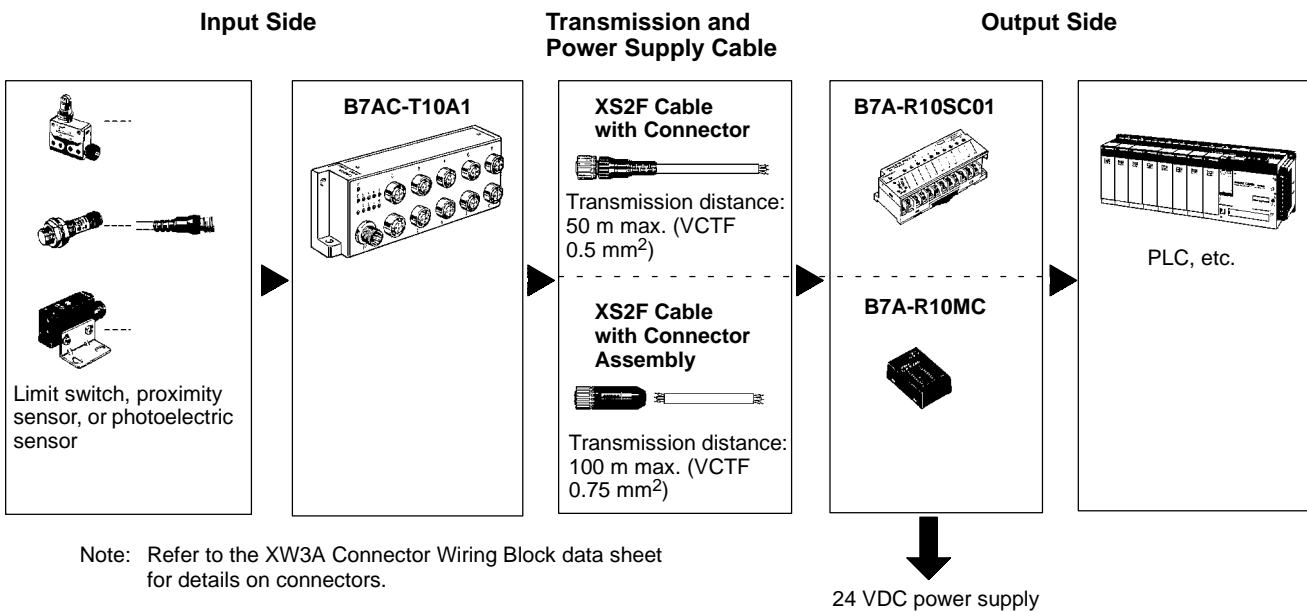 Input Side
Transmission and
Power Supply Cable
Output Side
B7AC-T10A1
XS2F Cable
with Connector
Transmission distance:
50 m max. (VCTF
0.5 mm²)
XS2F Cable
with Connector
Assembly
Transmission distance:
100 m max. (VCTF
0.75 mm²)
B7A-R10SC01
B7A-R10MC
PLC, etc.
Limit switch, proximity
sensor, or photoelectric
sensor
Note: Refer to the XW3A Connector Wiring Block data sheet
for details on connectors.
24 VDC power supply